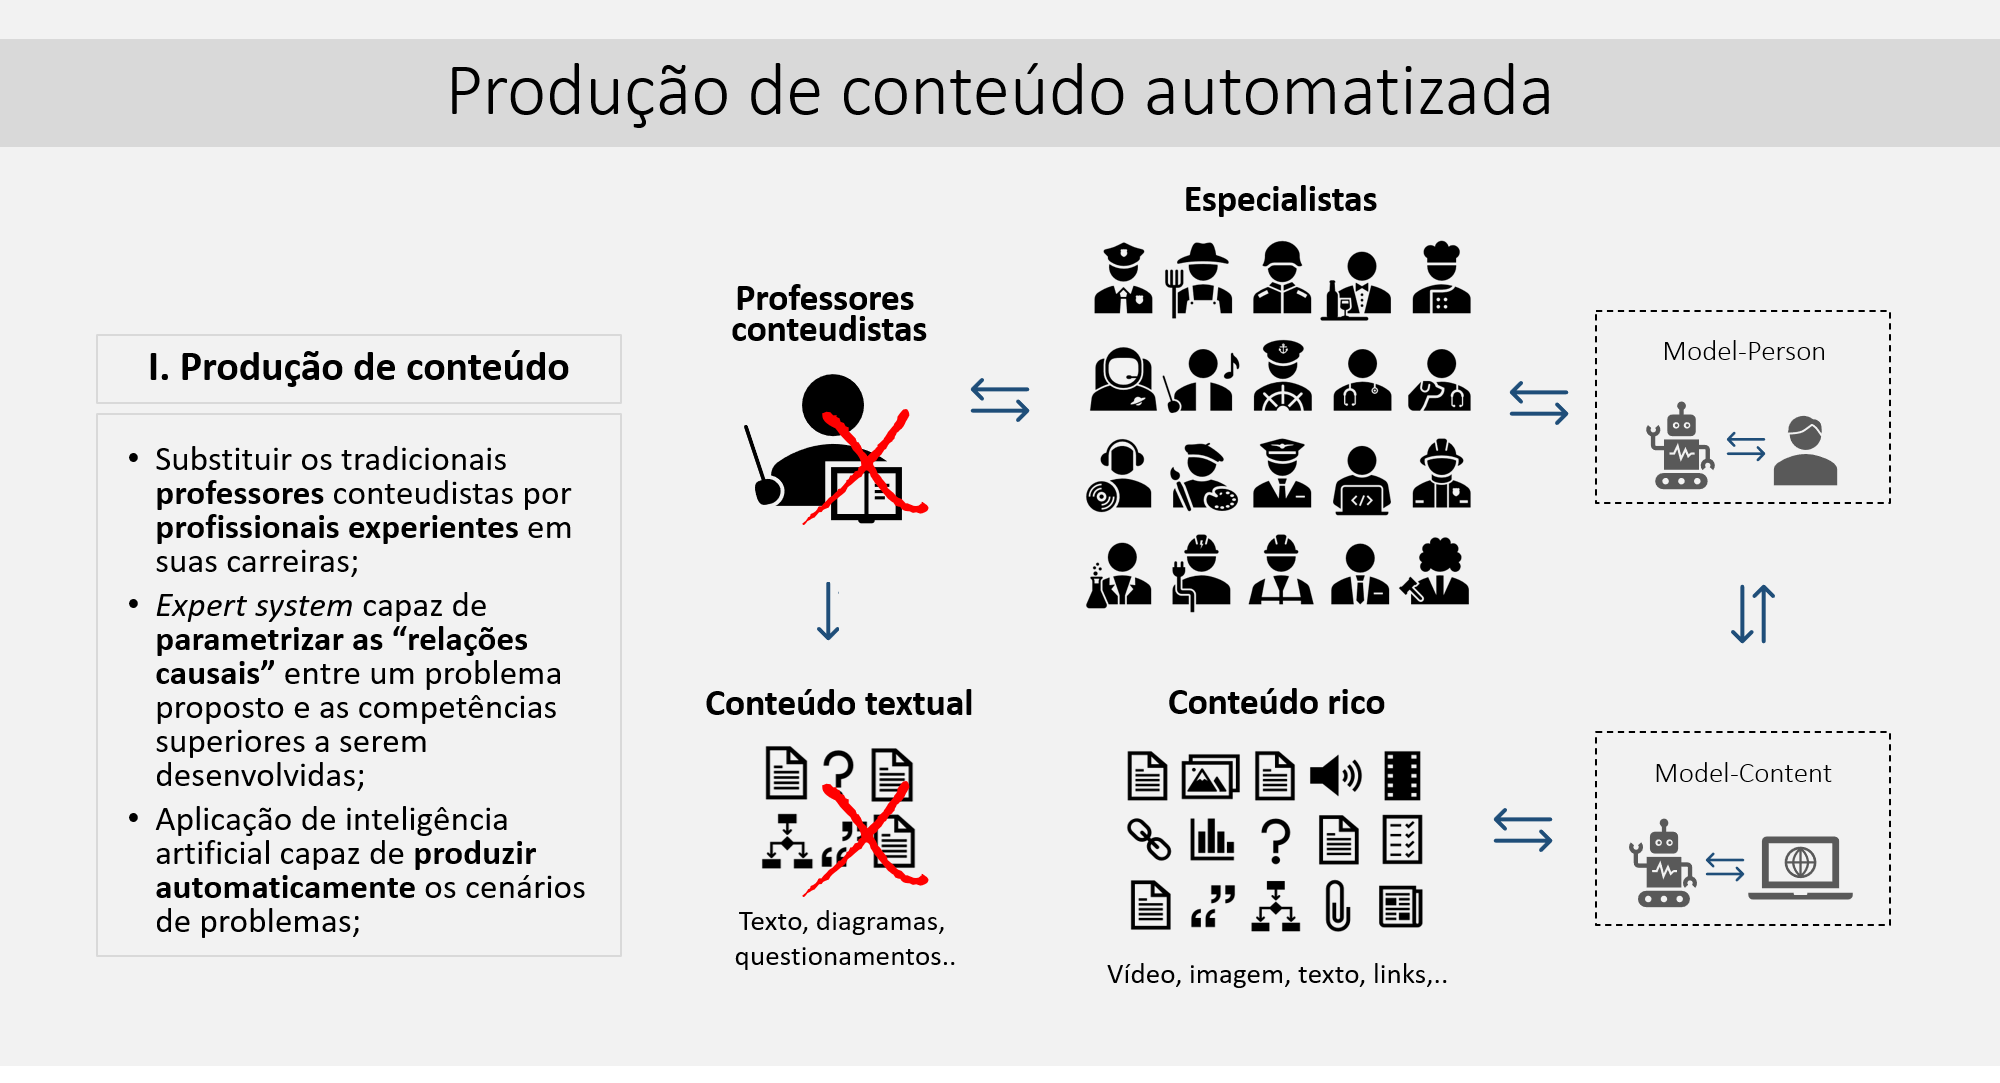 Produção de conteúdo automatizada
I. Produção de conteúdo
• Substituir os tradicionais
professores conteudistas por
profissionais experientes em
suas carreiras;
• Expert system capaz de
parametrizar as “relações
causais” entre um problema
proposto e as competências
superiores a serem
desenvolvidas;
• Aplicação de inteligência
artificial capaz de produzir
automaticamente os cenários
de problemas;
Professores
conteudistas
Conteúdo textual
Texto, diagramas,
questionamentos..
Especialistas
Conteúdo rico
Vídeo, imagem, texto, links,..
Model-Person
Model-Content